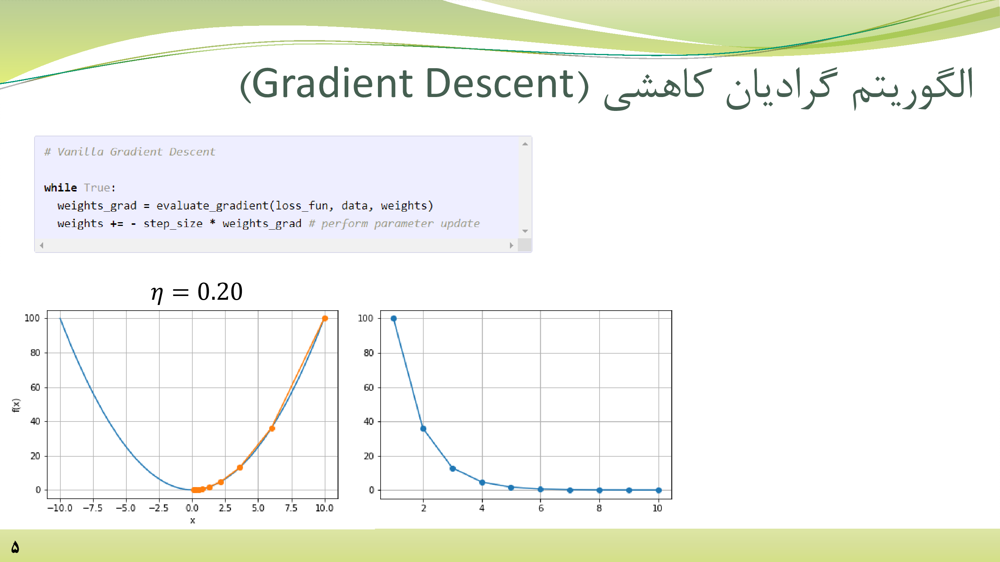 الگوریتم گرادیان کاهشی (Gradient Descent)
# Vanilla Gradient Descent
while True:
weights_grad = evaluate_gradient(loss_fun, data, weights)
weights += - step_size * weights_grad # perform parameter update
η = 0.20
100
80
60
40
20
0
f(x)
−10.0 −7.5 −5.0 −2.5 0.0 2.5 5.0 7.5 10.0
x
100
80
60
40
20
0
2 4 6 8 10
۵